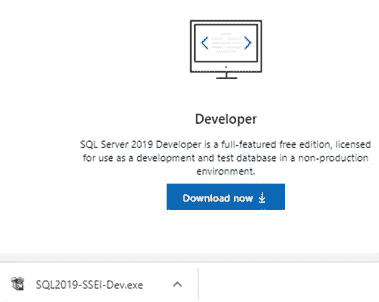 Developer
SQL Server 2019 Developer is a full-featured free edition, licensed
for use as a development and test database in a non-production
environment.
Download now
SQL2019-SSEI-Dev.exe